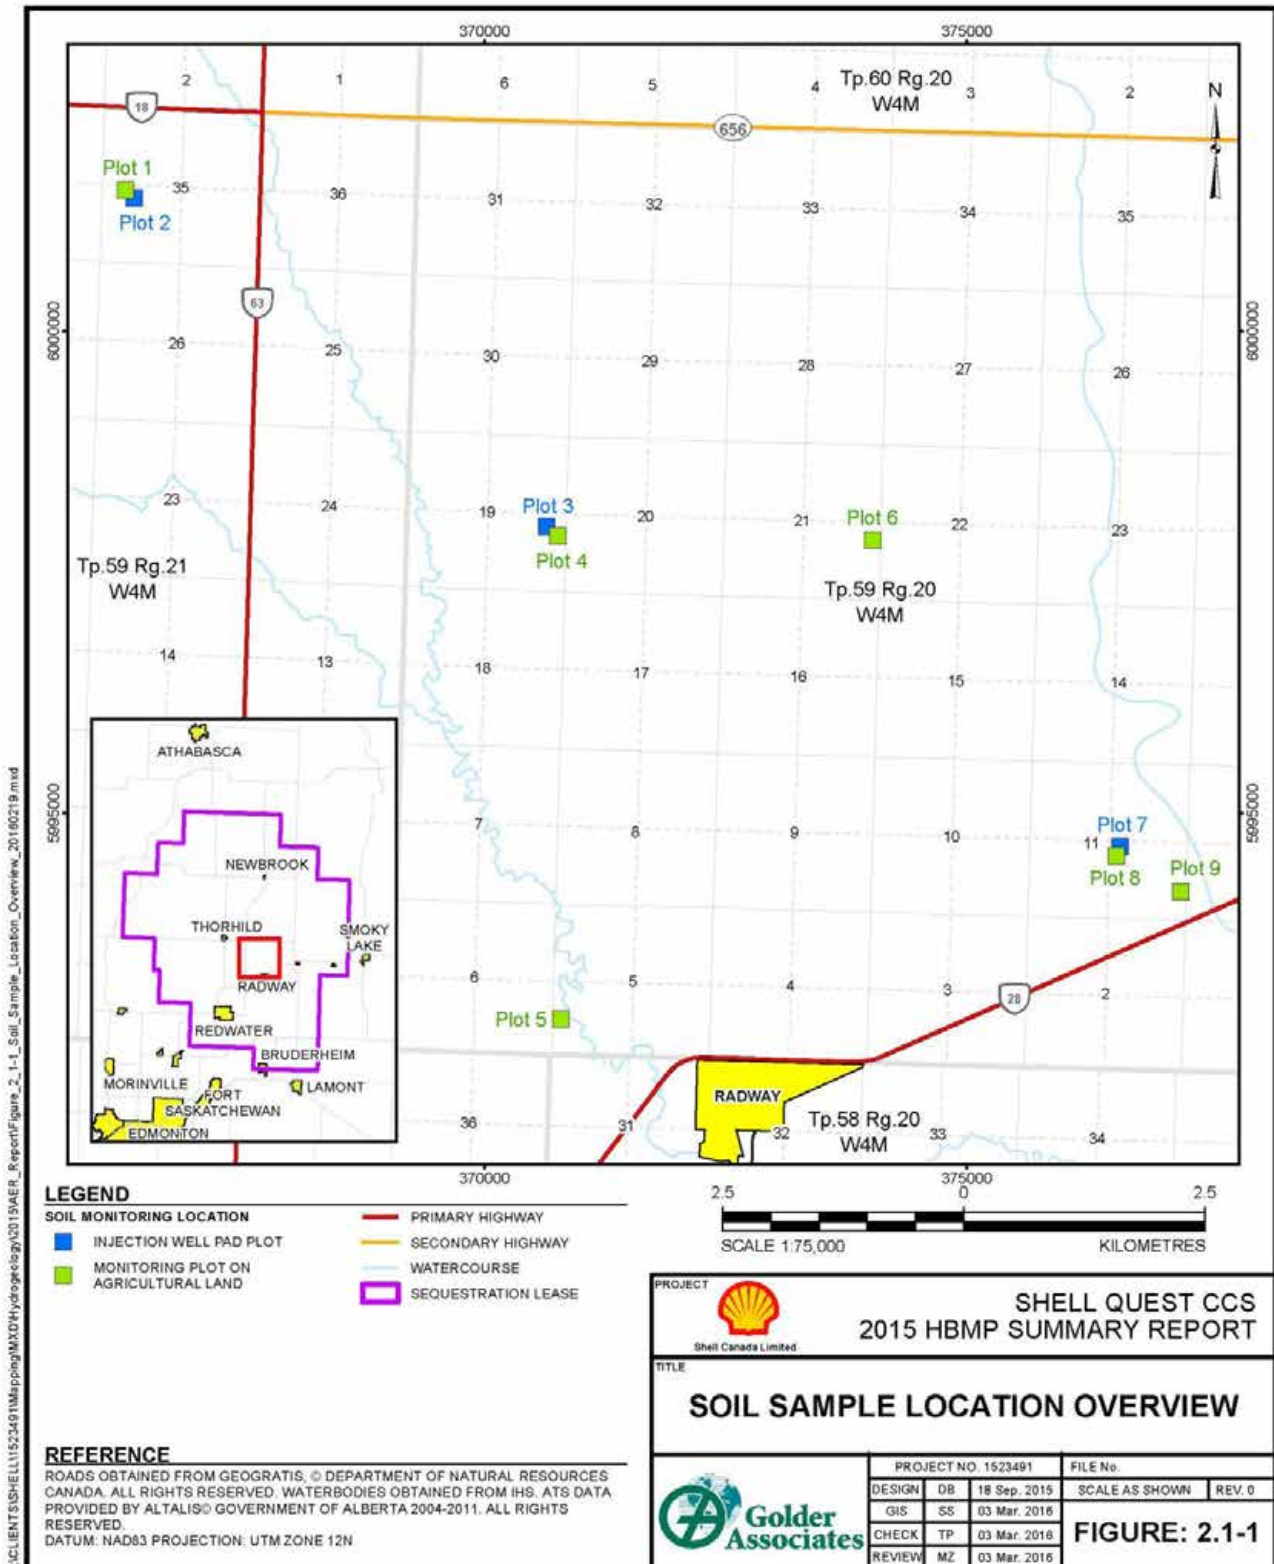 370000
375000
2
1
6
5
4
Tp.60 Rg.20
W4M
3
2
N
18
656
Plot 1
35
36
31
32
33
34
35
Plot 2
63
6000000
6000000
26
25
30
29
28
27
26
23
24
19
Plot 3
20
21
Plot 6
22
23
Plot 4
Tp.59 Rg.21
W4M
Tp.59 Rg.20
W4M
14
13
18
17
16
15
14
5995000
5995000
7
8
9
10
11
Plot 7
Plot 8
Plot 9
6
5
4
3
28
2
Plot 5
RADWAY
36
31
32
Tp.58 Rg.20
W4M
33
34
ATHABASCA
NEWBROOK
THORHILD
SMOKY
LAKE
RADWAY
REDWATER
BRUDERHEIM
MORINVILLE
FORT
SASKATCHEWAN
LAMONT
EDMONTON
370000
375000
2.5
0
2.5
SCALE 1:75,000
KILOMETRES
LEGEND
SOIL MONITORING LOCATION
INJECTION WELL PAD PLOT
MONITORING PLOT ON
AGRICULTURAL LAND
PRIMARY HIGHWAY
SECONDARY HIGHWAY
WATERCOURSE
SEQUESTRATION LEASE
REFERENCE
ROADS OBTAINED FROM GEOGRATIS, © DEPARTMENT OF NATURAL RESOURCES
CANADA. ALL RIGHTS RESERVED. WATERBODIES OBTAINED FROM IHS. ATS DATA
PROVIDED BY ALTALIS© GOVERNMENT OF ALBERTA 2004-2011. ALL RIGHTS
RESERVED.
DATUM: NAD83 PROJECTION: UTM ZONE 12N
PROJECT
Shell Canada Limited
SHELL QUEST CCS
2015 HBMP SUMMARY REPORT
TITLE
SOIL SAMPLE LOCATION OVERVIEW
Golder
Associates
PROJECT NO. 1523491
FILE No.
DESIGN DB 18 Sep. 2015
SCALE AS SHOWN
REV. 0
GIS SS 03 Mar. 2016
CHECK TP 03 Mar. 2016
REVIEW MZ 03 Mar. 2016
FIGURE: 2.1-1
:\CLIENTS\SHELL\1523491\Mapping\MXD\Hydrogeology\2015\AER_Report\Figure_2_1-1_Soil_Sample_Location_Overview_20160219.mxd